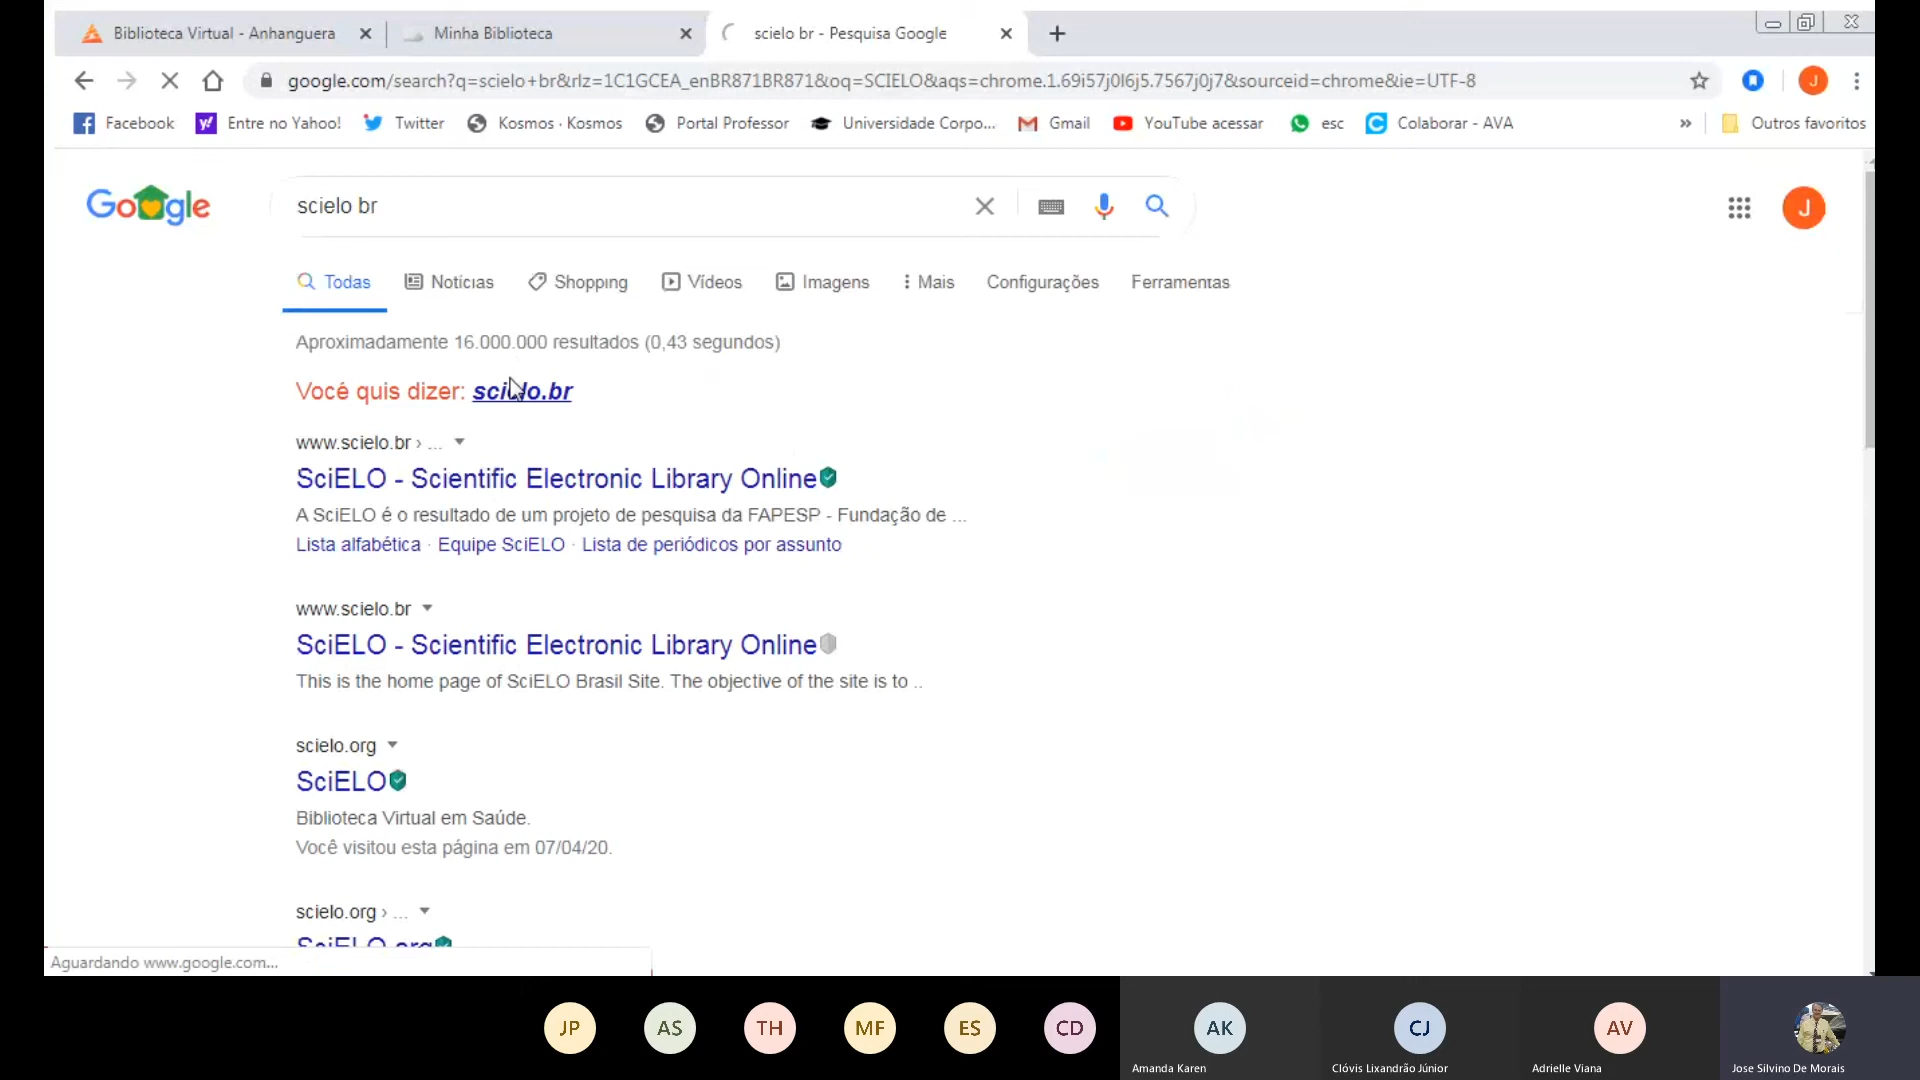 Biblioteca Virtual - Anhanguera
Minha Biblioteca
scielo br - Pesquisa Google
google.com/search?q=scielo+br&rlz=1C1GCEA_enBR871BR871&oq=SCIELO&aqs=chrome.1.69i57j0l6j5.7567j0j7&sourceid=chrome&ie=UTF-8
J
Facebook
Entre no Yahoo!
Twitter
Kosmos · Kosmos
Portal Professor
Universidade Corpo...
Gmail
YouTube acessar
esc
Colaborar - AVA
»
Outros favoritos
Google
scielo br
J
Todas
Notícias
Shopping
Vídeos
Imagens
Mais
Configurações
Ferramentas
Aproximadamente 16.000.000 resultados (0,43 segundos)
Você quis dizer: scielo.br
www.scielo.br › ...
SciELO - Scientific Electronic Library Online
A SciELO é o resultado de um projeto de pesquisa da FAPESP - Fundação de ...
Lista alfabética · Equipe SciELO · Lista de periódicos por assunto
www.scielo.br
SciELO - Scientific Electronic Library Online
This is the home page of SciELO Brasil Site. The objective of the site is to ..
scielo.org
SciELO
Biblioteca Virtual em Saúde.
Você visitou esta página em 07/04/20.
scielo.org › ...
SciELO.org
Aguardando www.google.com...
JP
AS
TH
MF
ES
CD
AK
CJ
AV
Amanda Karen
Clóvis Lixandrão Júnior
Adrielle Viana
Jose Silvino De Morais